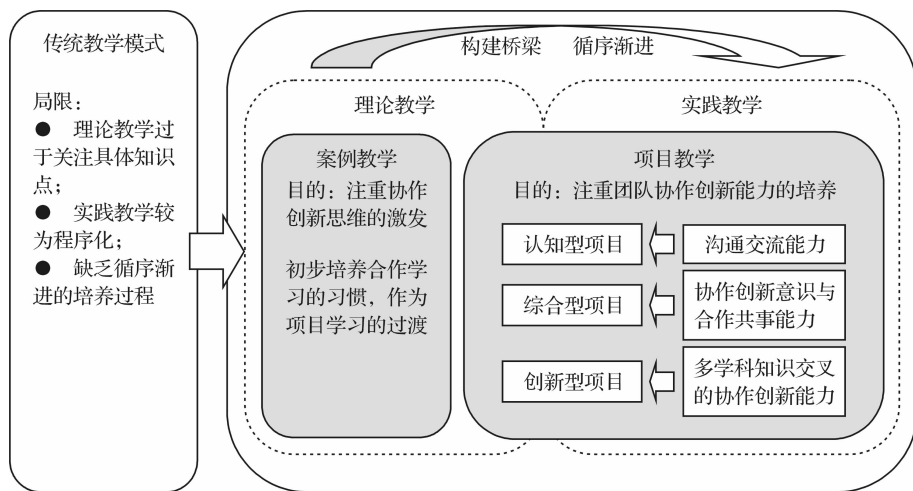 传统教学模式
局限：
● 理论教学过
于关注具体知识
点；
● 实践教学较
为程序化；
● 缺乏循序渐
进的培养过程
构建桥梁 循序渐进
理论教学
案例教学
目的：注重协作
创新思维的激发
初步培养合作学
习的习惯，作为
项目学习的过渡
实践教学
项目教学
目的：注重团队协作创新能力的培养
认知型项目
沟通交流能力
综合型项目
协作创新意识与
合作共事能力
创新型项目
多学科知识交叉
的协作创新能力